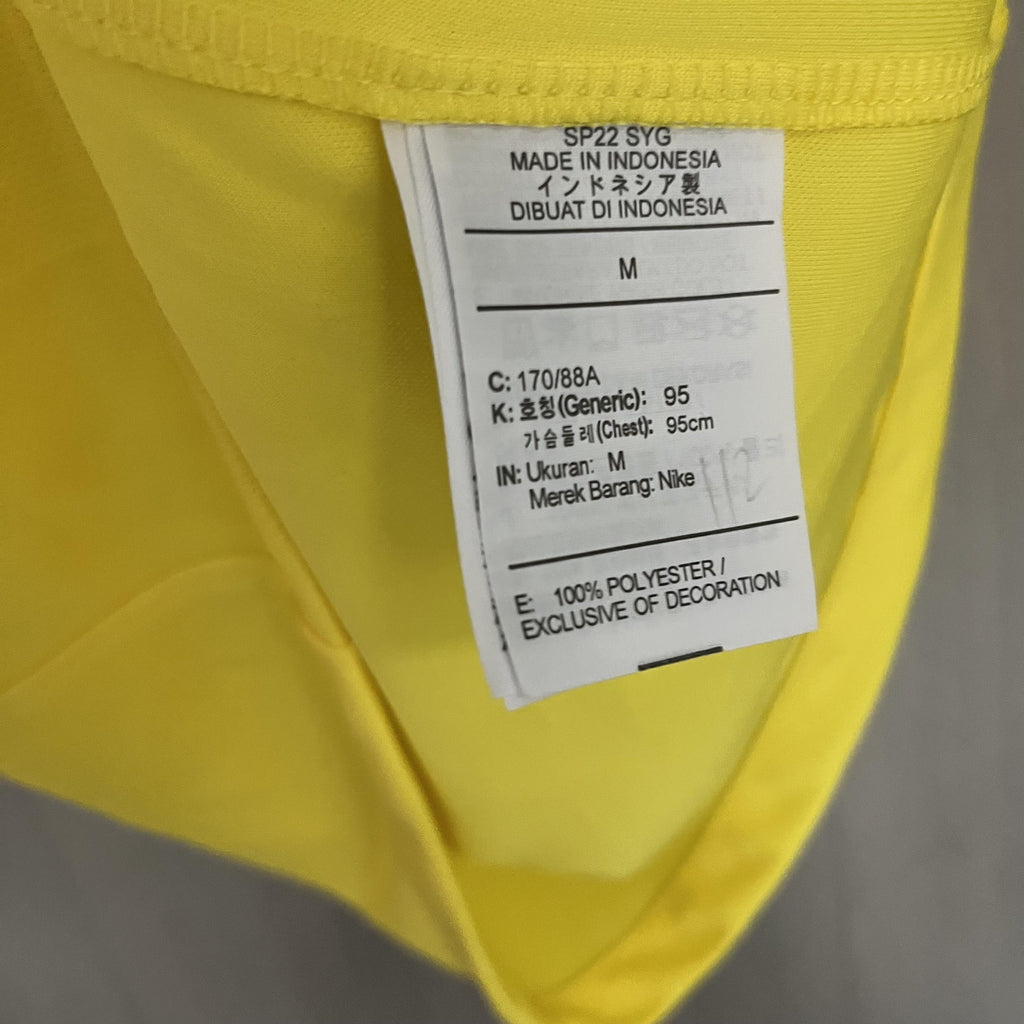 SP22 SYG
MADE IN INDONESIA
インドネシア製
DIBUAT DI INDONESIA
M
C: 170/88A
K: 호칭(Generic): 95
가슴둘레(Chest): 95cm
IN: Ukuran: M
Merek Barang: Nike
E: 100% POLYESTER /
EXCLUSIVE OF DECORATION